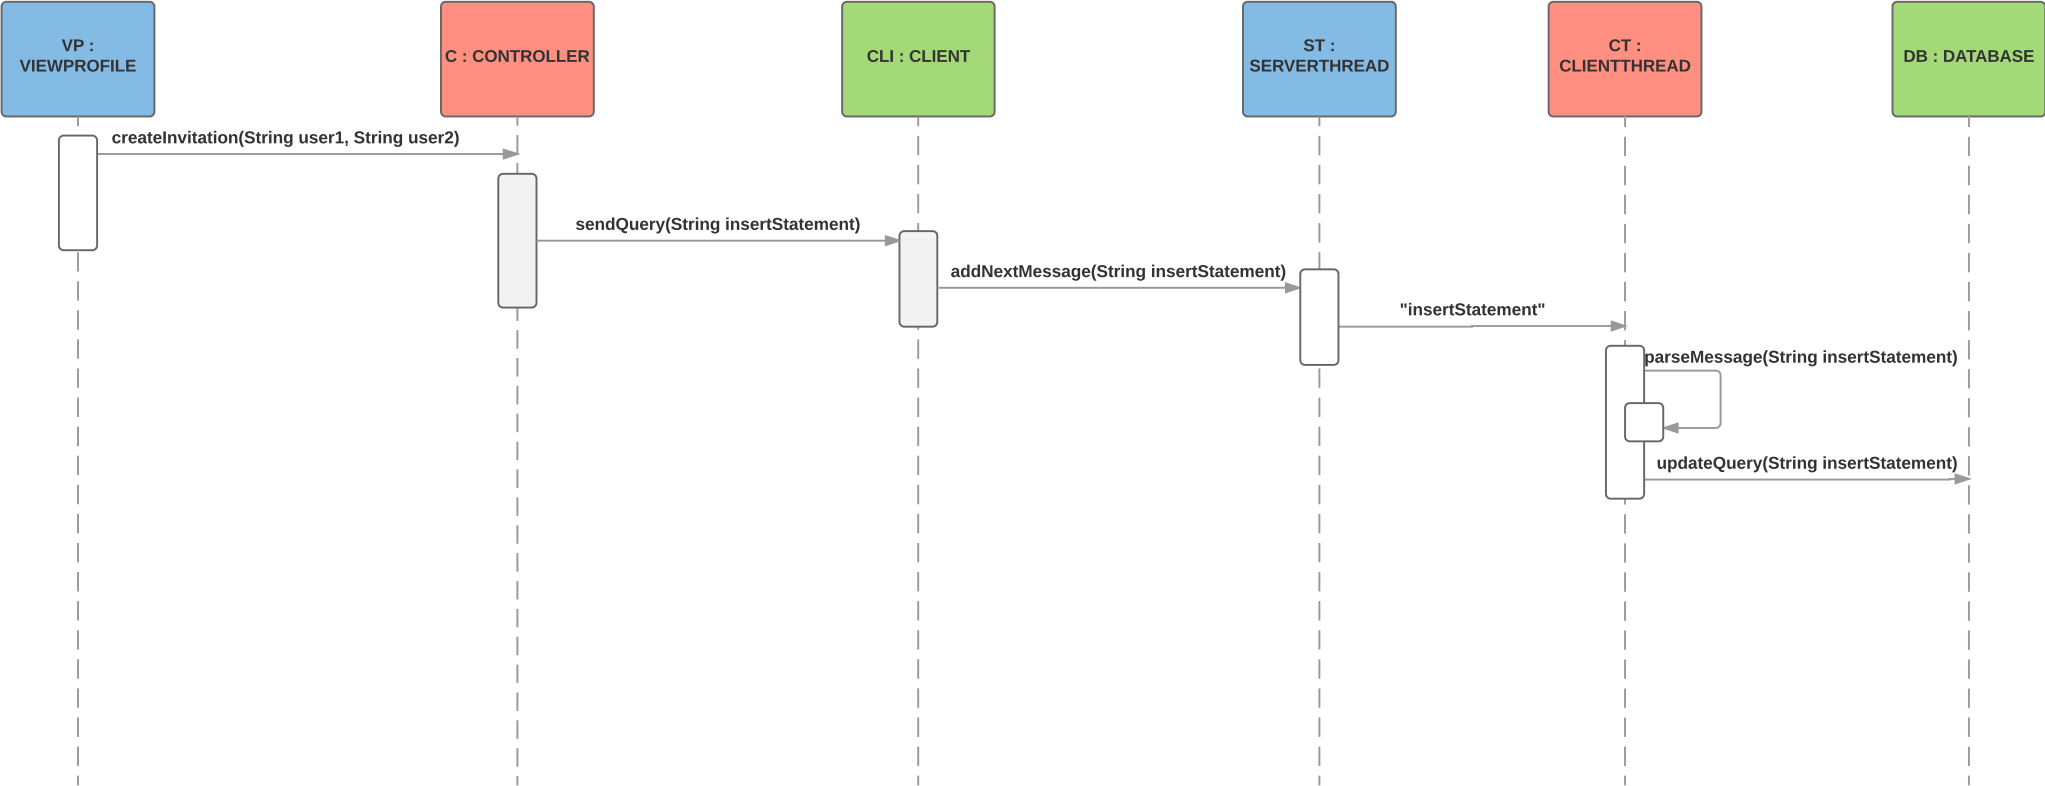 VP :
VIEWPROFILE
C : CONTROLLER
CLI : CLIENT
ST :
SERVERTHREAD
CT :
CLIENTTHREAD
DB : DATABASE
createInvitation(String user1, String user2)
sendQuery(String insertStatement)
addNextMessage(String insertStatement)
"insertStatement"
parseMessage(String insertStatement)
updateQuery(String insertStatement)